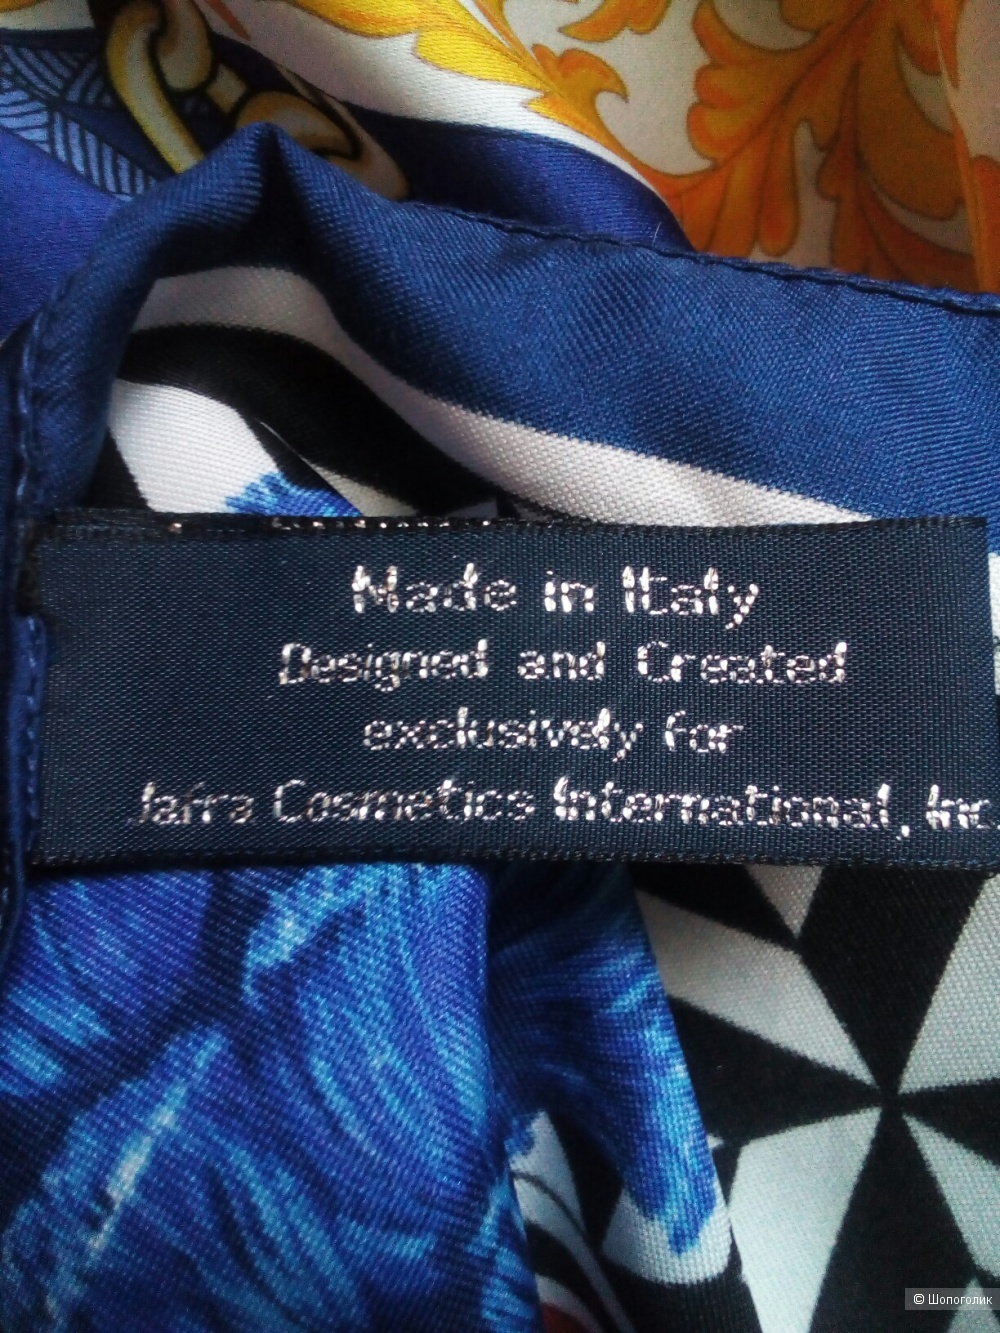 Made in Italy
Designed and Created
exclusively for
Jafra Cosmetics International, Inc.
© Шопоголик